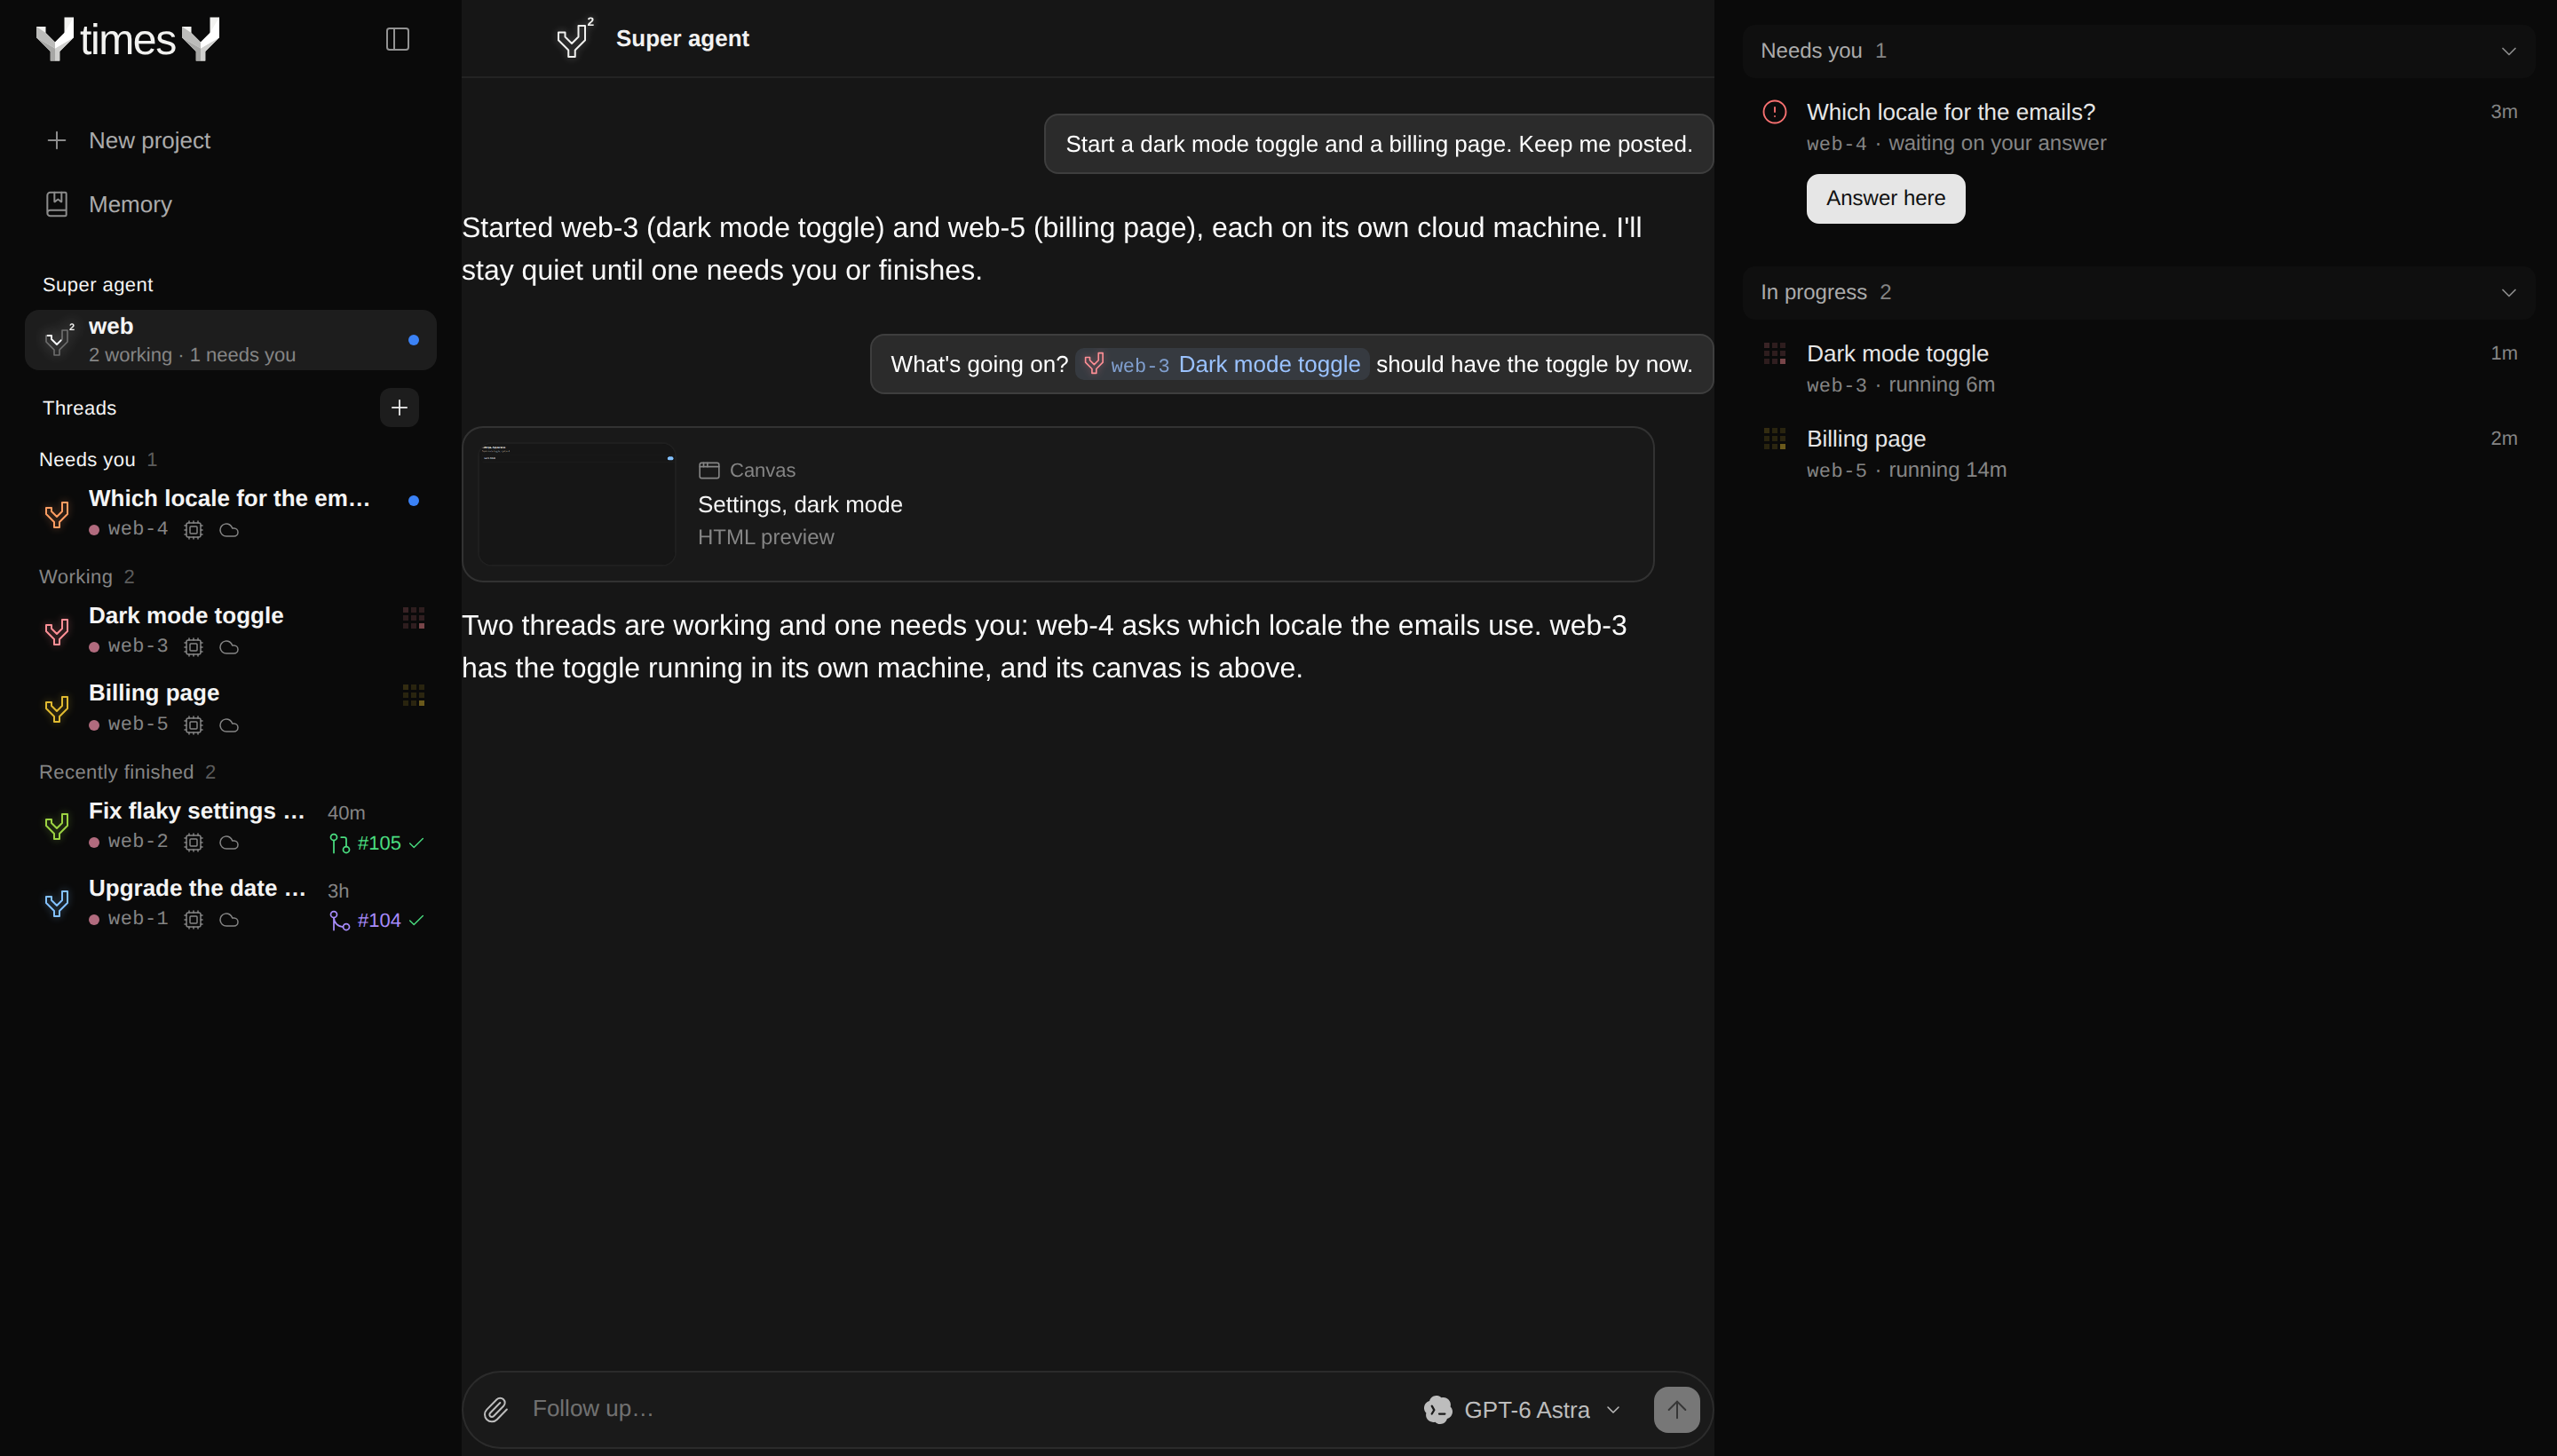 times
New project
Memory
Super agent
2
web
2 working · 1 needs you
Threads
Needs you 1
Which locale for the em…
web-4
Working 2
Dark mode toggle
web-3
Billing page
web-5
Recently finished 2
Fix flaky settings …
40m
web-2
#105
Upgrade the date …
3h
web-1
#104
2
Super agent
Start a dark mode toggle and a billing page. Keep me posted.
Started web-3 (dark mode toggle) and web-5 (billing page), each on its own cloud machine. I'll
stay quiet until one needs you or finishes.
What's going on? web-3 Dark mode toggle should have the toggle by now.
Canvas
Settings, dark mode
HTML preview
Two threads are working and one needs you: web-4 asks which locale the emails use. web-3
has the toggle running in its own machine, and its canvas is above.
Follow up…
GPT-6 Astra
Needs you 1
Which locale for the emails?
3m
web-4 · waiting on your answer
Answer here
In progress 2
Dark mode toggle
1m
web-3 · running 6m
Billing page
2m
web-5 · running 14m